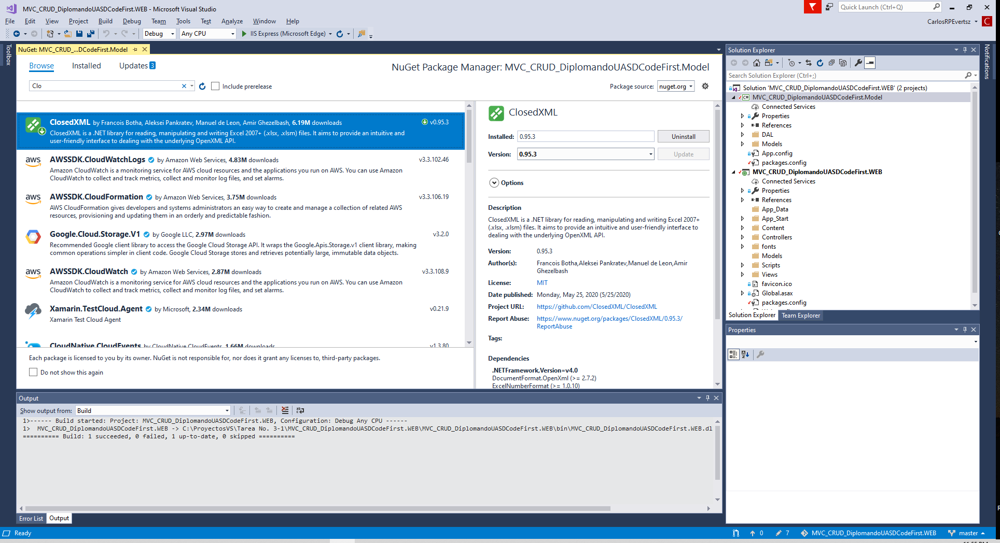 MVC_CRUD_DiplomandoUASDCodeFirst.WEB - Microsoft Visual Studio
Quick Launch (Ctrl+Q)
File Edit View Project Build Debug Team Tools Test Analyze Window Help
CarlosRPEvertsz C
Debug Any CPU IIS Express (Microsoft Edge)
Toolbox
NuGet: MVC_CRUD_...DCodeFirst.Model
Browse Installed Updates 3
NuGet Package Manager: MVC_CRUD_DiplomandoUASDCodeFirst.Model
Clo
Include prerelease
Package source: nuget.org
ClosedXML by Francois Botha, Aleksei Pankratev, Manuel de Leon, Amir Ghezelbash, 6.19M downloads v0.95.3
ClosedXML is a .NET library for reading, manipulating and writing Excel 2007+ (.xlsx, .xlsm) files. It aims to provide an intuitive and
user-friendly interface to dealing with the underlying OpenXML API.
aws AWSSDK.CloudWatchLogs by Amazon Web Services, 4.83M downloads v3.3.102.46
Amazon CloudWatch is a monitoring service for AWS cloud resources and the applications you run on AWS. You can use Amazon
CloudWatch to collect and track metrics, collect and monitor log files, and set alarms.
aws AWSSDK.CloudFormation by Amazon Web Services, 3.75M downloads v3.3.106.19
AWS CloudFormation gives developers and systems administrators an easy way to create and manage a collection of related AWS
resources, provisioning and updating them in an orderly and predictable fashion.
Google.Cloud.Storage.V1 by Google LLC, 2.97M downloads v3.2.0
Recommended Google client library to access the Google Cloud Storage API. It wraps the Google.Apis.Storage.v1 client library, making
common operations simpler in client code. Google Cloud Storage stores and retrieves potentially large, immutable data objects.
aws AWSSDK.CloudWatch by Amazon Web Services, 2.87M downloads v3.3.108.9
Amazon CloudWatch is a monitoring service for AWS cloud resources and the applications you run on AWS. You can use Amazon
CloudWatch to collect and track metrics, collect and monitor log files, and set alarms.
Xamarin.TestCloud.Agent by Microsoft, 2.34M downloads v0.21.9
Xamarin Test Cloud Agent
CloudNative.CloudEvents by CloudNative.CloudEvents, 1.66M downloads v1.3.80
Each package is licensed to you by its owner. NuGet is not responsible for, nor does it grant any licenses to, third-party packages.
Do not show this again
ClosedXML
Installed: 0.95.3 Uninstall
Version: 0.95.3 Update
Options
Description
ClosedXML is a .NET library for reading, manipulating and writing Excel 2007+
(.xlsx, .xlsm) files. It aims to provide an intuitive and user-friendly interface to
dealing with the underlying OpenXML API.
Version: 0.95.3
Author(s): Francois Botha,Aleksei Pankratev,Manuel de Leon,Amir
Ghezelbash
License: MIT
Date published: Monday, May 25, 2020 (5/25/2020)
Project URL: https://github.com/ClosedXML/ClosedXML
Report Abuse: https://www.nuget.org/packages/ClosedXML/0.95.3/
ReportAbuse
Tags:
Dependencies
.NETFramework,Version=v4.0
DocumentFormat.OpenXml (>= 2.7.2)
ExcelNumberFormat (>= 1.0.10)
Output
Show output from: Build
1>------ Build started: Project: MVC_CRUD_DiplomandoUASDCodeFirst.WEB, Configuration: Debug Any CPU ------
1>  MVC_CRUD_DiplomandoUASDCodeFirst.WEB -> C:\ProyectosVS\Tarea No. 3-1\MVC_CRUD_DiplomandoUASDCodeFirst.WEB\MVC_CRUD_DiplomandoUASDCodeFirst.WEB\bin\MVC_CRUD_DiplomandoUASDCodeFirst.WEB.dl
========== Build: 1 succeeded, 0 failed, 1 up-to-date, 0 skipped ==========
Error List Output
Solution Explorer
Search Solution Explorer (Ctrl+;)
Solution 'MVC_CRUD_DiplomandoUASDCodeFirst.WEB' (2 projects)
C# MVC_CRUD_DiplomandoUASDCodeFirst.Model
Connected Services
Properties
References
DAL
Models
App.config
packages.config
MVC_CRUD_DiplomandoUASDCodeFirst.WEB
Connected Services
Properties
References
App_Data
App_Start
Content
Controllers
fonts
Models
Scripts
Views
favicon.ico
Global.asax
packages.config
Solution Explorer Team Explorer
Properties
Notifications
Ready
0 7 MVC_CRUD_DiplomandoUASDCodeFirst.WEB master